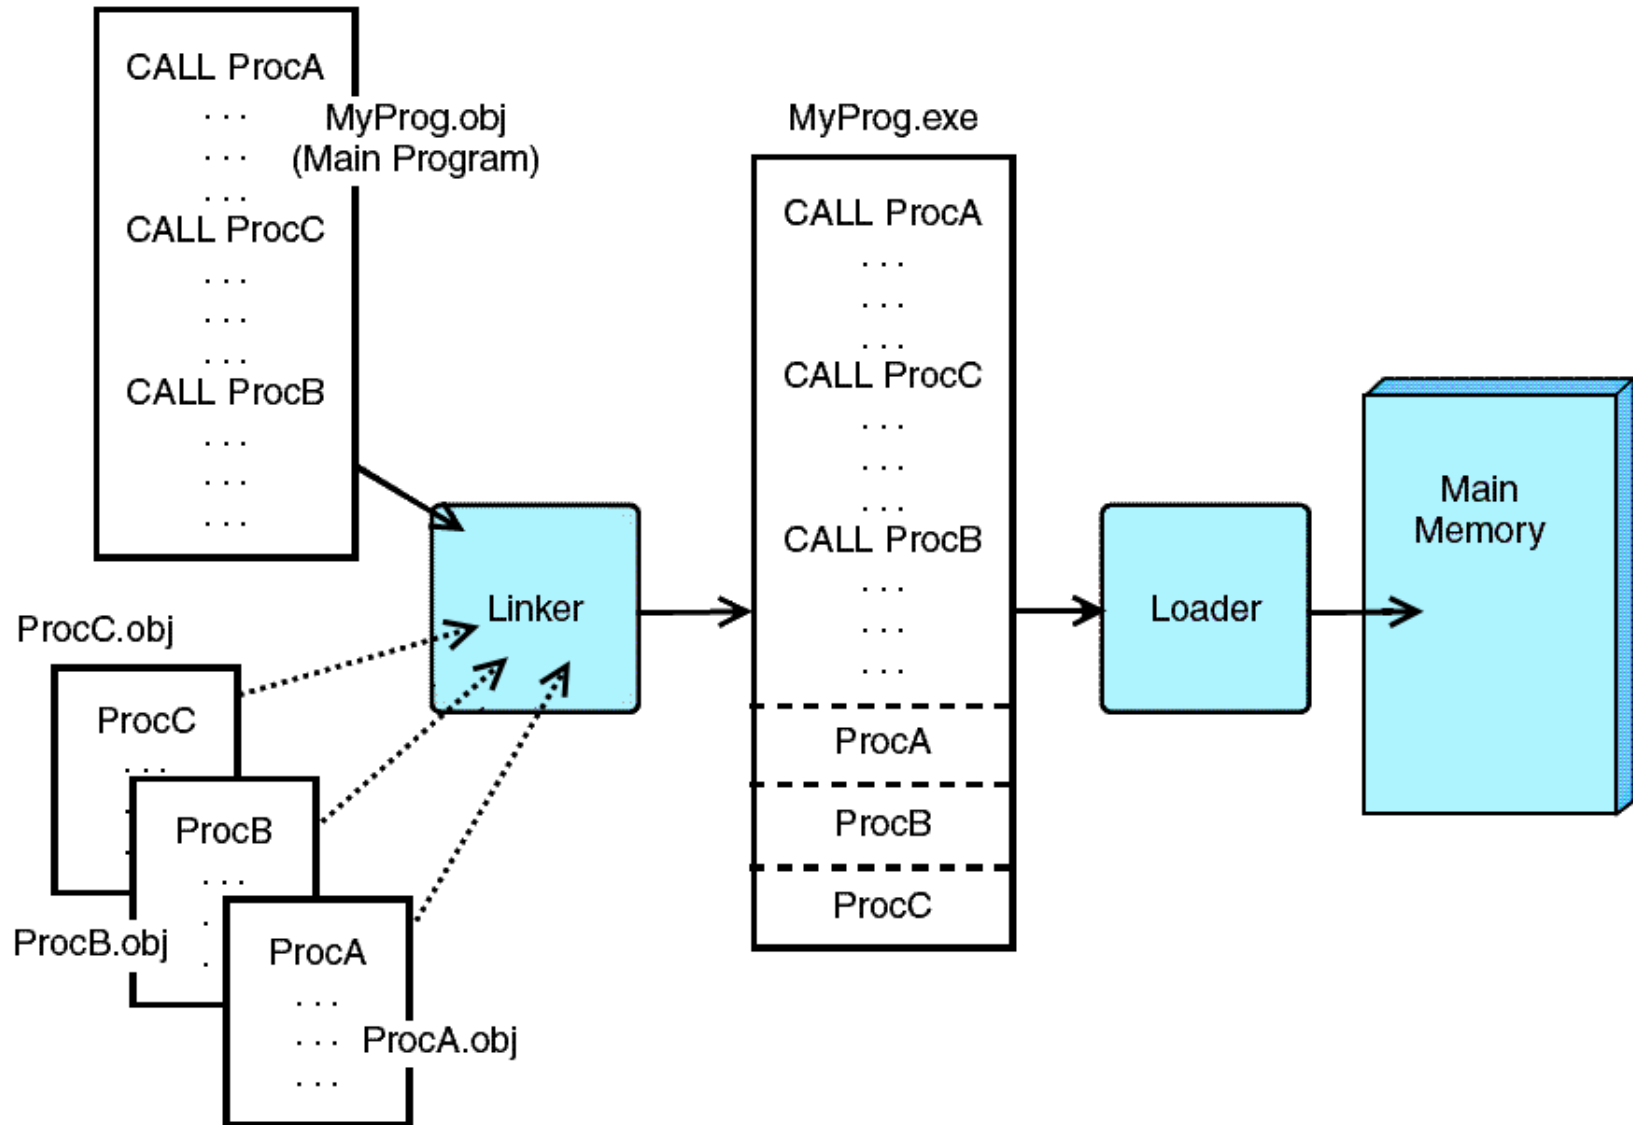 CALL ProcA
. . .
. . .
. . .
CALL ProcC
. . .
. . .
. . .
CALL ProcB
. . .
. . .
. . .
MyProg.obj
(Main Program)
ProcC.obj
ProcC
. . .
ProcB
. . .
ProcB.obj
ProcA
. . .
. . .
. . .
ProcA.obj
Linker
MyProg.exe
CALL ProcA
. . .
. . .
. . .
CALL ProcC
. . .
. . .
. . .
CALL ProcB
. . .
. . .
. . .
ProcA
ProcB
ProcC
Loader
Main
Memory